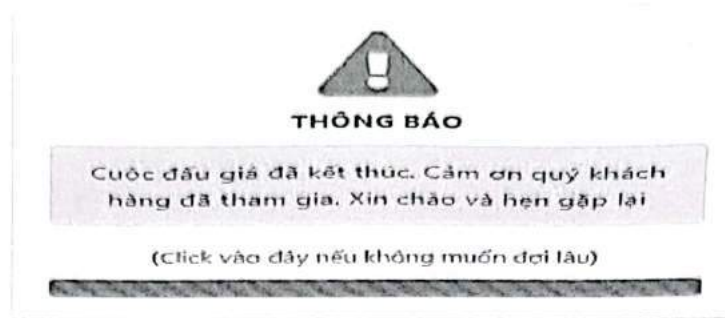 THÔNG BÁO
Cuộc đấu giá đã kết thúc. Cảm ơn quý khách
hàng đã tham gia. Xin chào và hẹn gặp lại
(Click vào đây nếu không muốn đợi lâu)